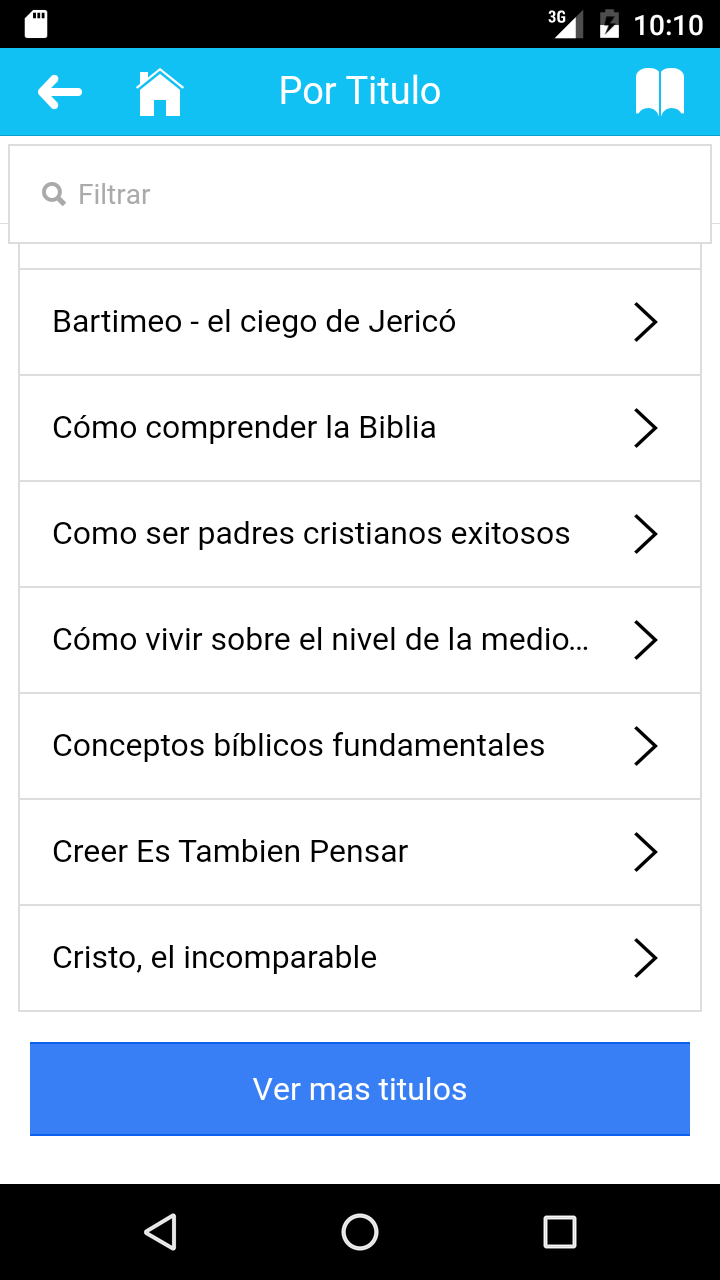 3G 10:10
Por Titulo
Filtrar
Bartimeo - el ciego de Jericó
Cómo comprender la Biblia
Como ser padres cristianos exitosos
Cómo vivir sobre el nivel de la medio...
Conceptos bíblicos fundamentales
Creer Es Tambien Pensar
Cristo, el incomparable
Ver mas titulos